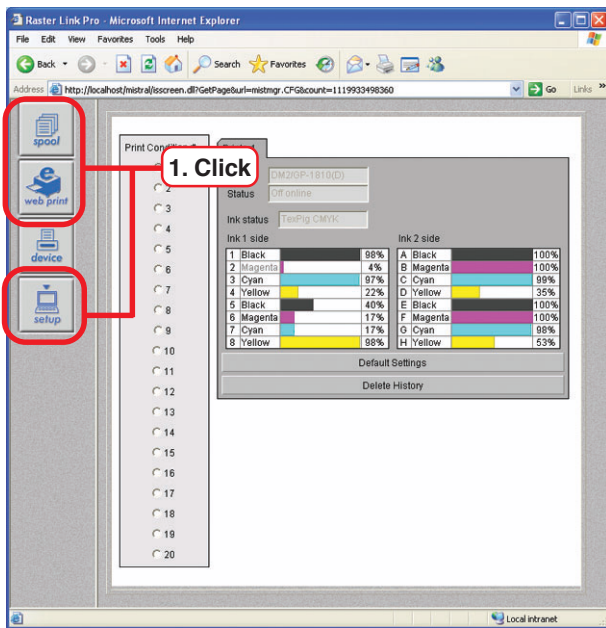 Raster Link Pro - Microsoft Internet Explorer
File Edit View Favorites Tools Help
Back Search Favorites
Address http://localhost/mistral/isscreen.dll?GetPage&url=mistmgr.CFG&count=1119933498360 Go Links »
spool
web print
device
setup
1. Click
2
3
4
5
6
7
8
9
10
11
12
13
14
15
16
17
18
19
20
DM2/GP-1810(D)
Status Off online
Ink status TexPig CMYK
Ink 1 side Ink 2 side
1 Black 98% A Black 100%
2 Magenta 4% B Magenta 100%
3 Cyan 97% C Cyan 99%
4 Yellow 22% D Yellow 35%
5 Black 40% E Black 100%
6 Magenta 17% F Magenta 100%
7 Cyan 17% G Cyan 98%
8 Yellow 98% H Yellow 53%
Default Settings
Delete History
Local intranet